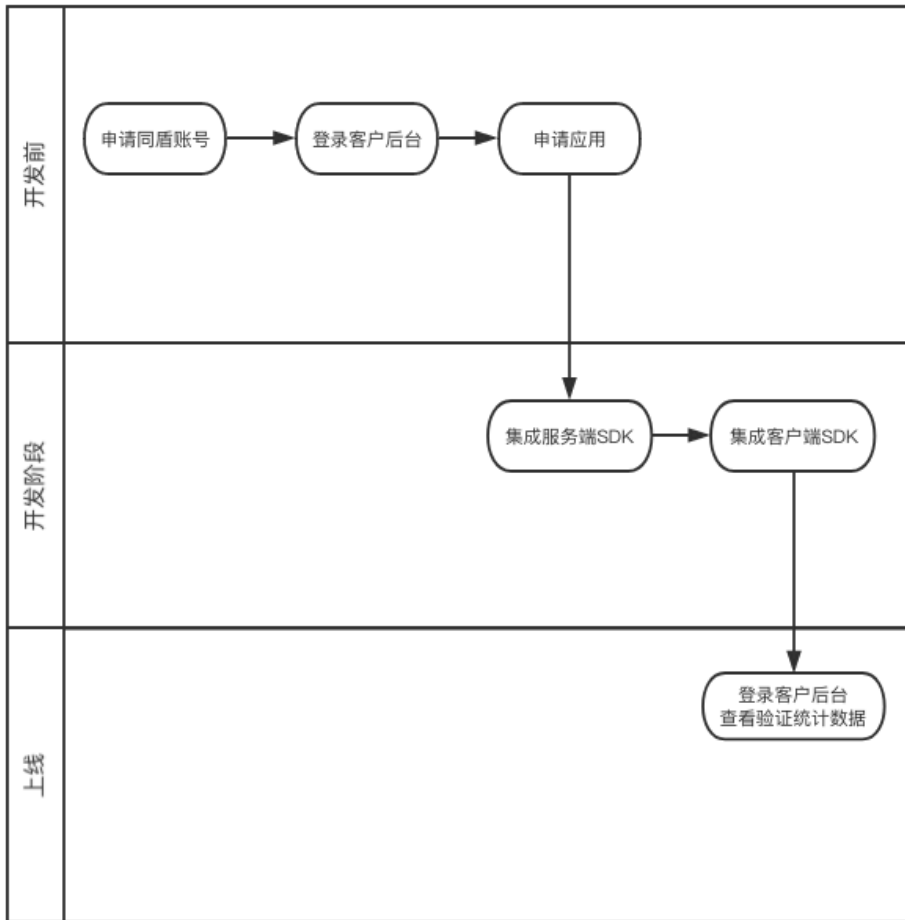 开发前
申请同盾账号
登录客户后台
申请应用
开发阶段
集成服务端SDK
集成客户端SDK
上线
登录客户后台
查看验证统计数据